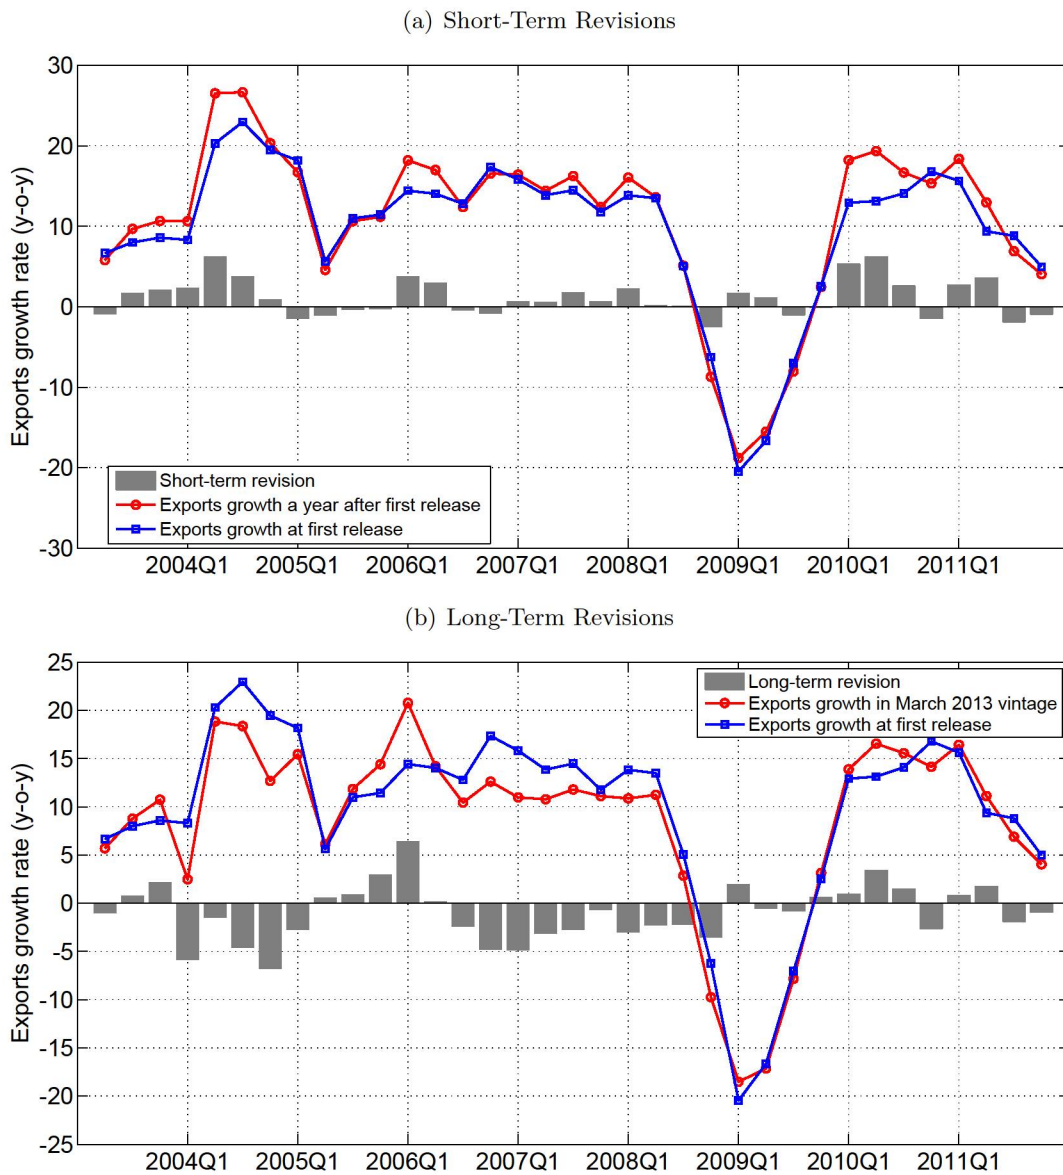 (a) Short-Term Revisions
Exports growth rate (y-o-y)
30
20
10
0
-10
-20
-30
Short-term revision
Exports growth a year after first release
Exports growth at first release
2004Q1 2005Q1 2006Q1 2007Q1 2008Q1 2009Q1 2010Q1 2011Q1
(b) Long-Term Revisions
Exports growth rate (y-o-y)
25
20
15
10
5
0
-5
-10
-15
-20
-25
Long-term revision
Exports growth in March 2013 vintage
Exports growth at first release
2004Q1 2005Q1 2006Q1 2007Q1 2008Q1 2009Q1 2010Q1 2011Q1